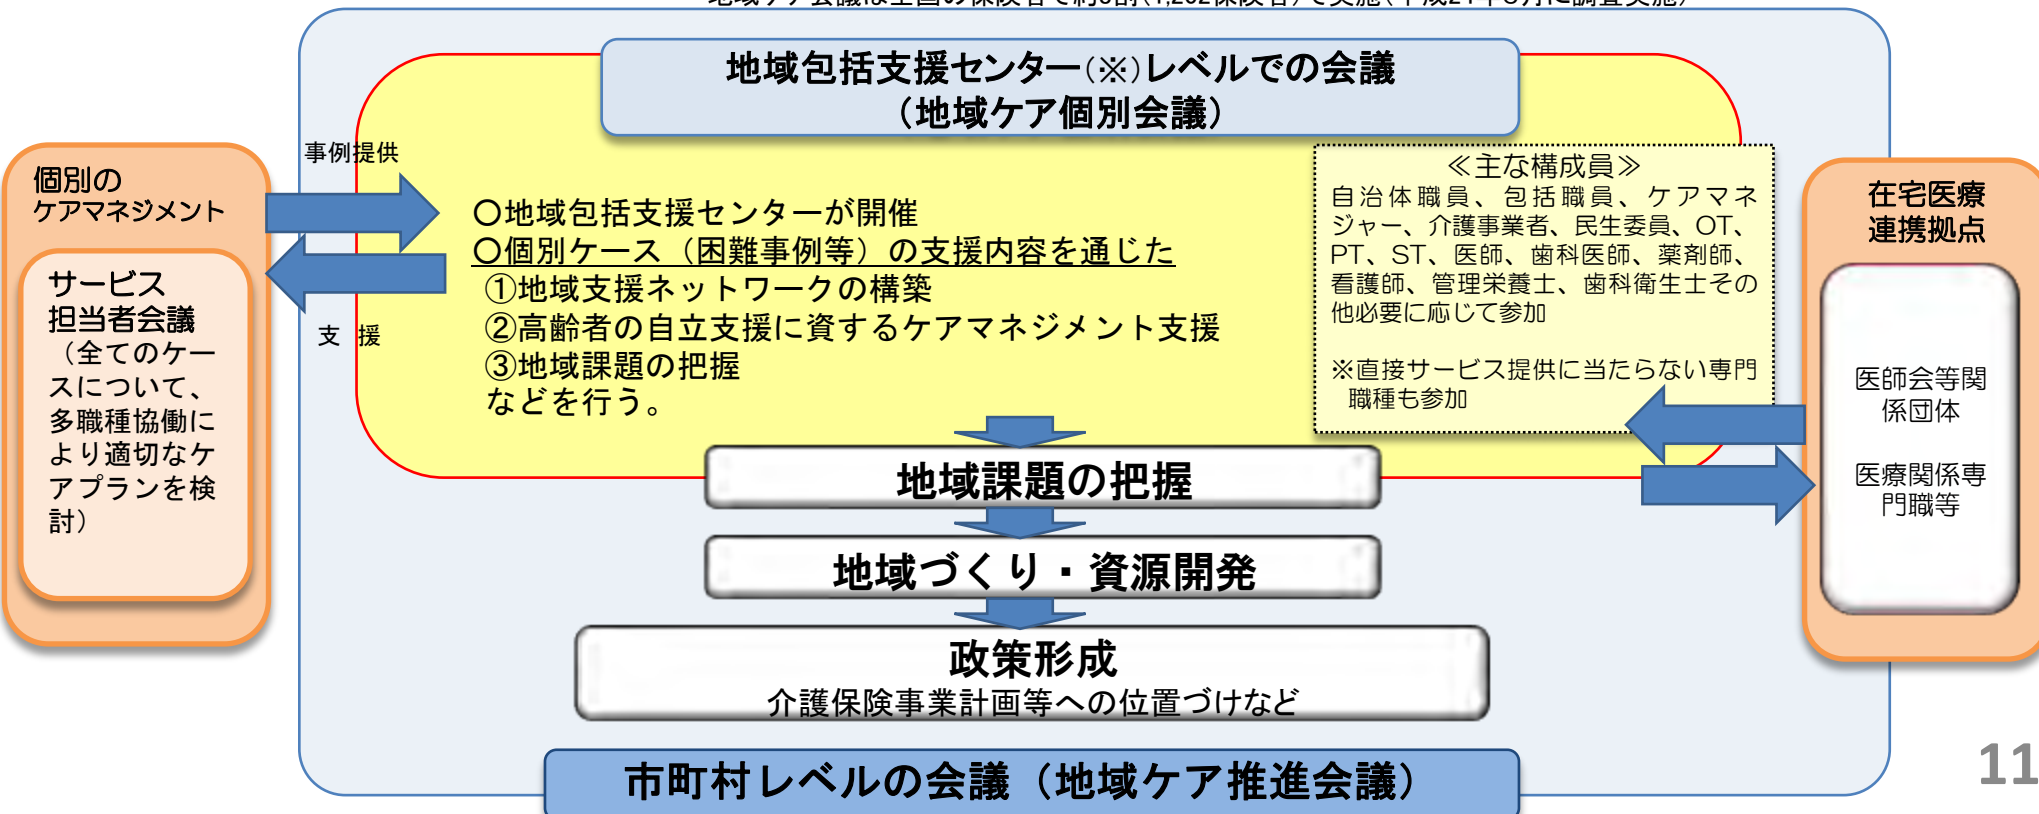 地域包括支援センター(※)レベルでの会議
（地域ケア個別会議）
事例提供
支 援
個別の
ケアマネジメント
サービス
担当者会議
（全てのケー
スについて、
多職種協働に
より適切なケ
アプランを検
討）
〇地域包括支援センターが開催
〇個別ケース（困難事例等）の支援内容を通じた
①地域支援ネットワークの構築
②高齢者の自立支援に資するケアマネジメント支援
③地域課題の把握
などを行う。
≪主な構成員≫
自治体職員、包括職員、ケアマネ
ジャー、介護事業者、民生委員、OT、
PT、ST、医師、歯科医師、薬剤師、
看護師、管理栄養士、歯科衛生士その
他必要に応じて参加
※直接サービス提供に当たらない専門
職種も参加
在宅医療
連携拠点
医師会等関
係団体
医療関係専
門職等
地域課題の把握
地域づくり・資源開発
政策形成
介護保険事業計画等への位置づけなど
市町村レベルの会議（地域ケア推進会議）
11